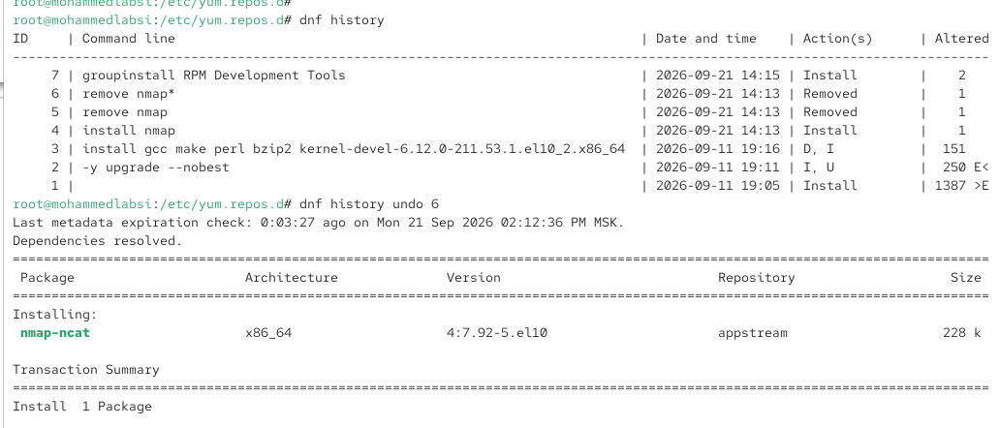 root@mohammedlabsi:/etc/yum.repos.d#
root@mohammedlabsi:/etc/yum.repos.d# dnf history
ID     | Command line                                                            | Date and time    | Action(s)      | Altered
-------------------------------------------------------------------------------------------------------------------------------
     7 | groupinstall RPM Development Tools                                      | 2026-09-21 14:15 | Install        |    2
     6 | remove nmap*                                                            | 2026-09-21 14:13 | Removed        |    1
     5 | remove nmap                                                             | 2026-09-21 14:13 | Removed        |    1
     4 | install nmap                                                            | 2026-09-21 14:13 | Install        |    1
     3 | install gcc make perl bzip2 kernel-devel-6.12.0-211.53.1.el10_2.x86_64  | 2026-09-11 19:16 | D, I           |  151
     2 | -y upgrade --nobest                                                     | 2026-09-11 19:11 | I, U           |  250 E<
     1 |                                                                         | 2026-09-11 19:05 | Install        | 1387 >E
root@mohammedlabsi:/etc/yum.repos.d# dnf history undo 6
Last metadata expiration check: 0:03:27 ago on Mon 21 Sep 2026 02:12:36 PM MSK.
Dependencies resolved.
===============================================================================================================================
 Package                    Architecture              Version                            Repository                    Size
===============================================================================================================================
Installing:
 nmap-ncat                  x86_64                    4:7.92-5.el10                      appstream                    228 k

Transaction Summary
===============================================================================================================================
Install  1 Package